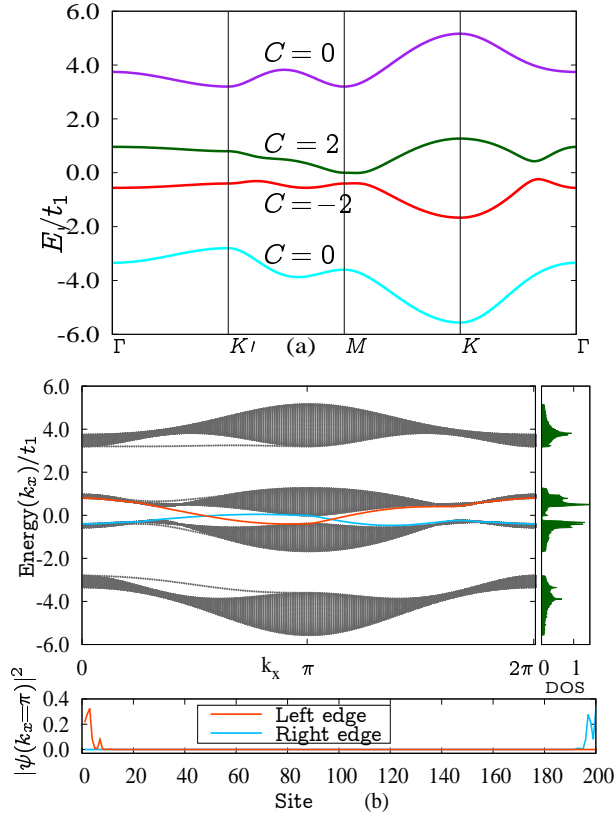 6.0
4.0
2.0
0.0
-2.0
-4.0
-6.0
E/t₁
C = 0
C = 2
C = −2
C = 0
Γ K′ (a) M K Γ
6.0
4.0
2.0
0.0
-2.0
-4.0
-6.0
Energy(kₓ)/t₁
0 kₓ π 2π
0 1
DOS
0.4
0.2
0.0
|ψ(kₓ=π)|²
Left edge
Right edge
0 20 40 60 80 100 120 140 160 180 200
Site (b)